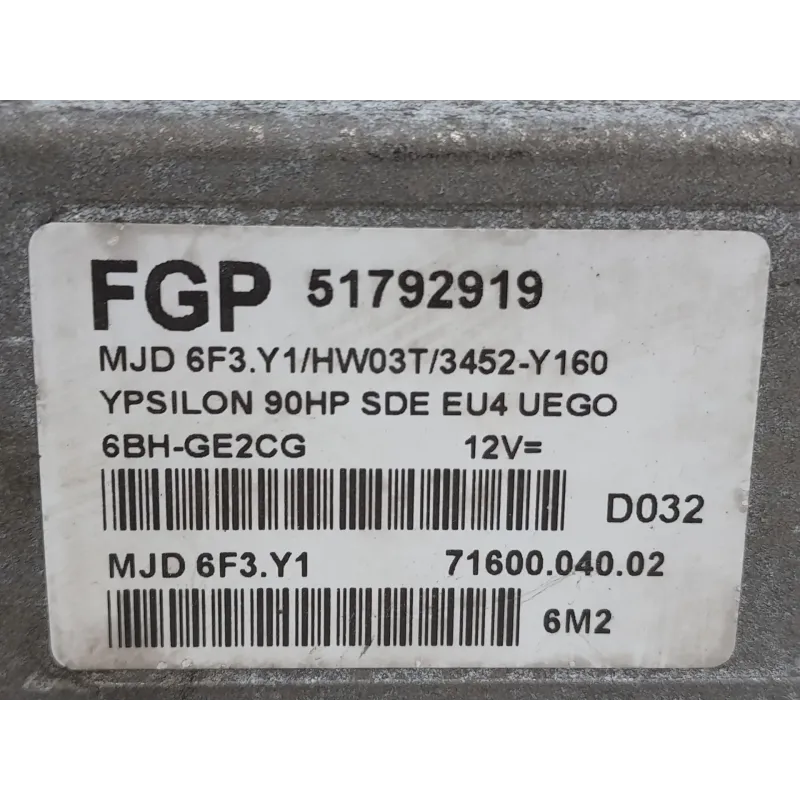 FGP 51792919
MJD 6F3.Y1/HW03T/3452-Y160
YPSILON 90HP SDE EU4 UEGO
6BH-GE2CG 12V=
D032
MJD 6F3.Y1 71600.040.02
6M2